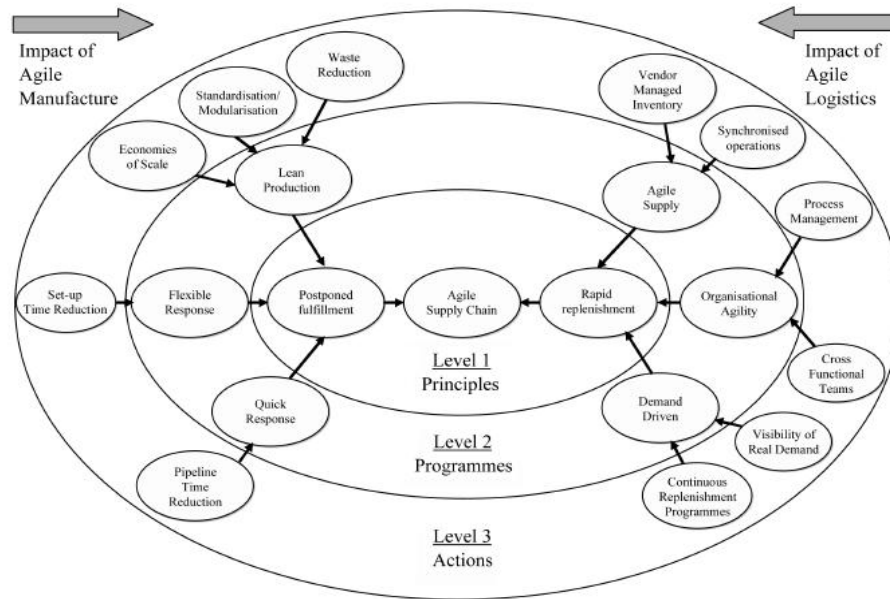 Impact of
Agile
Manufacture
Impact of
Agile
Logistics
Waste
Reduction
Standardisation/
Modularisation
Economies
of Scale
Lean
Production
Vendor
Managed
Inventory
Synchronised
operations
Agile
Supply
Process
Management
Set-up
Time Reduction
Flexible
Response
Postponed
fulfillment
Agile
Supply Chain
Rapid
replenishment
Organisational
Agility
Level 1
Principles
Cross
Functional
Teams
Quick
Response
Demand
Driven
Visibility of
Real Demand
Level 2
Programmes
Pipeline
Time
Reduction
Continuous
Replenishment
Programmes
Level 3
Actions